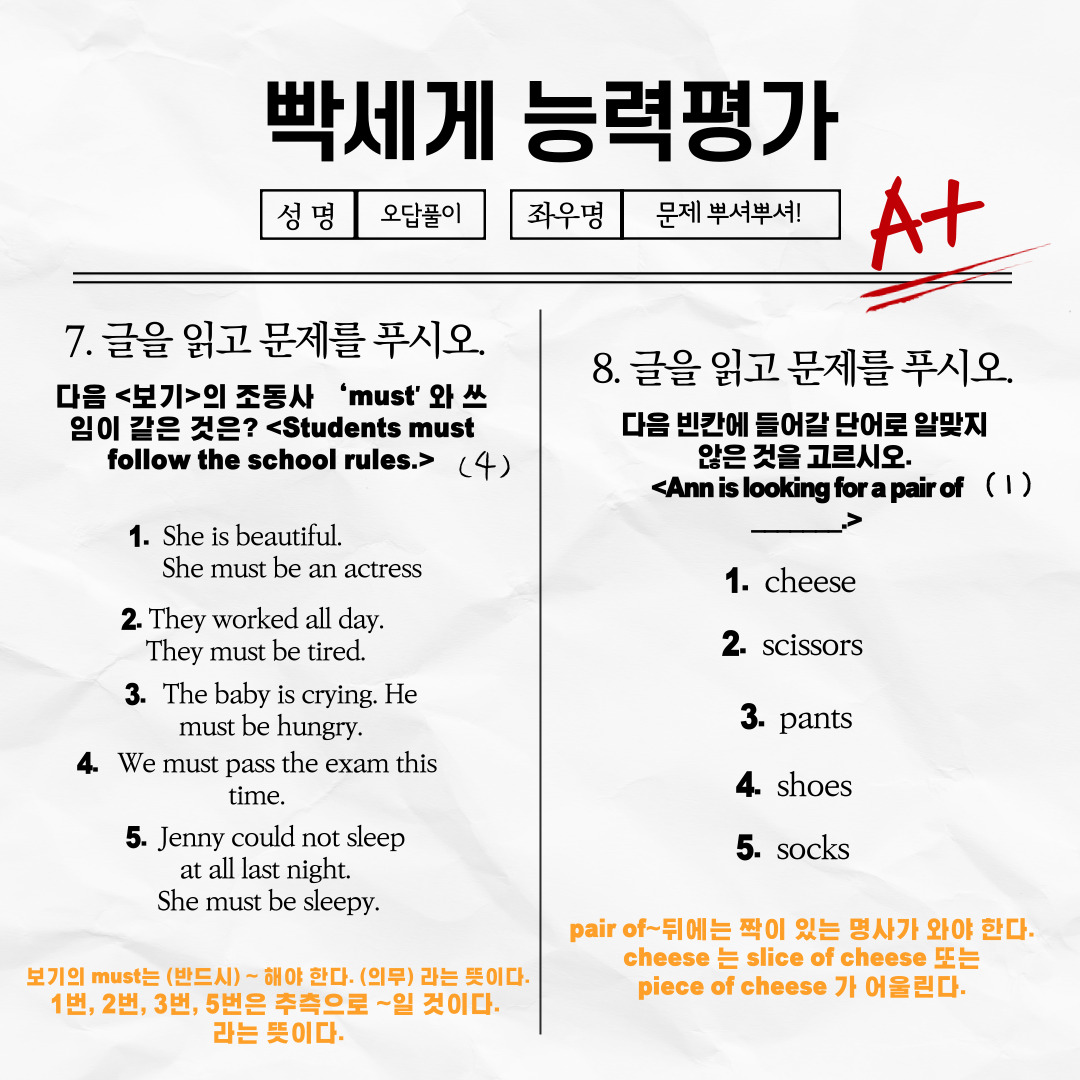 빡세게 능력평가
성 명 오답풀이 좌우명 문제 뿌셔뿌셔!
A+
7. 글을 읽고 문제를 푸시오.
다음 <보기>의 조동사 ‘must' 와 쓰
임이 같은 것은? <Students must
follow the school rules.> (4)
1. She is beautiful.
She must be an actress
2. They worked all day.
They must be tired.
3. The baby is crying. He
must be hungry.
4. We must pass the exam this
time.
5. Jenny could not sleep
at all last night.
She must be sleepy.
보기의 must는 (반드시) ~ 해야 한다. (의무) 라는 뜻이다.
1번, 2번, 3번, 5번은 추측으로 ~일 것이다.
라는 뜻이다.
8. 글을 읽고 문제를 푸시오.
다음 빈칸에 들어갈 단어로 알맞지
않은 것을 고르시오.
<Ann is looking for a pair of (1)
_______.>
1. cheese
2. scissors
3. pants
4. shoes
5. socks
pair of~뒤에는 짝이 있는 명사가 와야 한다.
cheese 는 slice of cheese 또는
piece of cheese 가 어울린다.